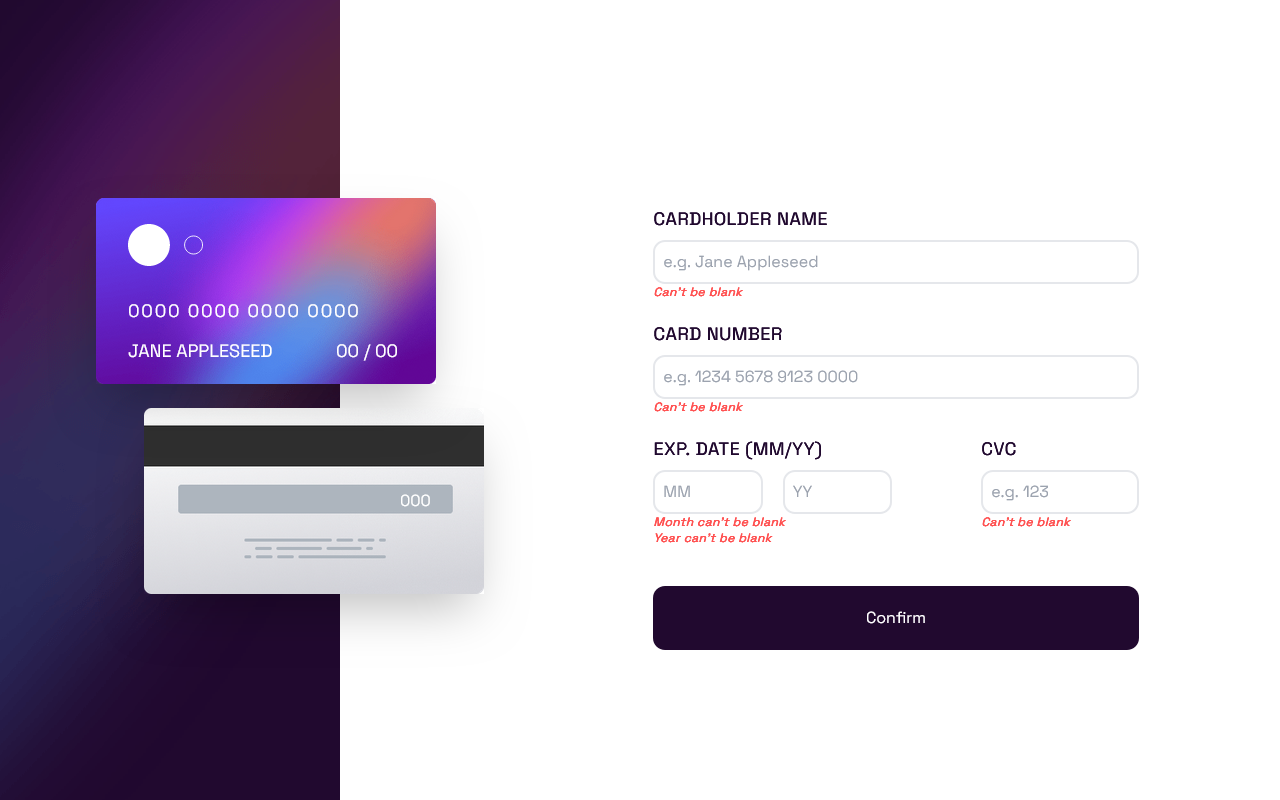 0000 0000 0000 0000
JANE APPLESEED 00 / 00
000
CARDHOLDER NAME
e.g. Jane Appleseed
Can't be blank
CARD NUMBER
e.g. 1234 5678 9123 0000
Can't be blank
EXP. DATE (MM/YY) CVC
MM YY e.g. 123
Month can't be blank Can't be blank
Year can't be blank
Confirm